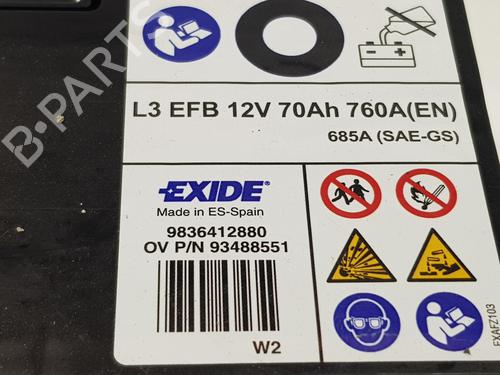 L3 EFB 12V 70Ah 760A(EN)
685A (SAE-GS)
EXIDE
Made in ES-Spain
9836412880
OV P/N 93488551
W2
EXAFZ103
B-PARTS